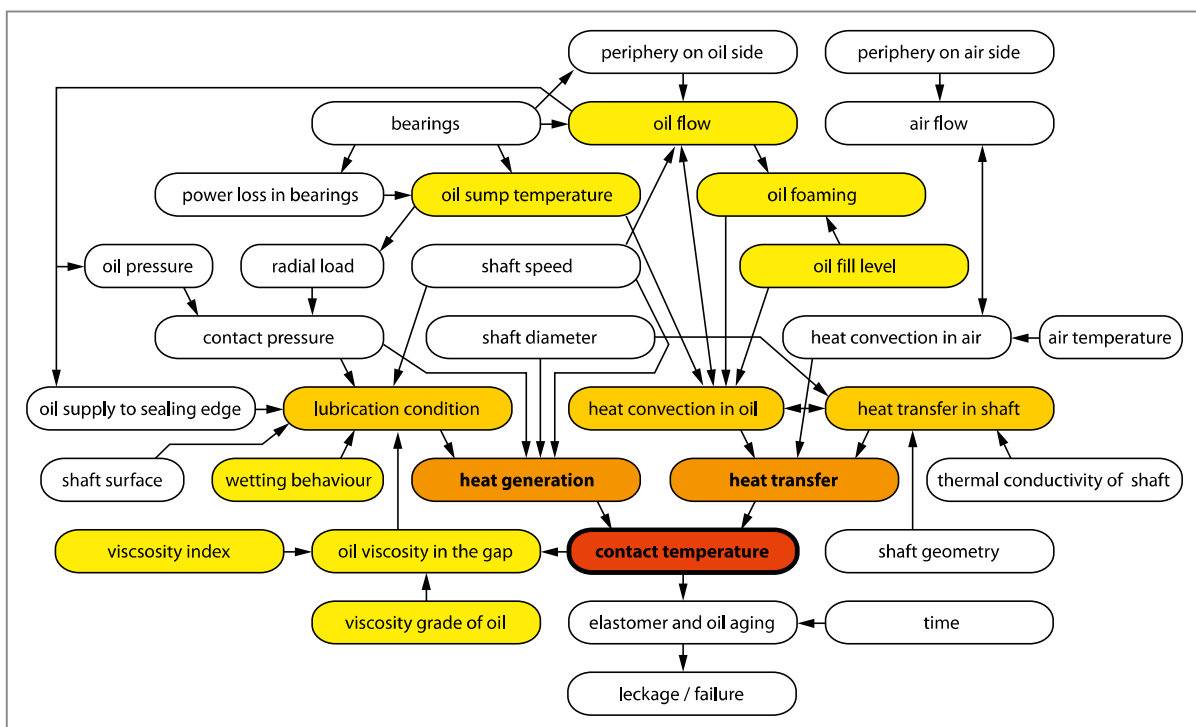 periphery on oil side
periphery on air side
bearings
oil flow
air flow
power loss in bearings
oil sump temperature
oil foaming
oil pressure
radial load
shaft speed
oil fill level
contact pressure
shaft diameter
heat convection in air
air temperature
oil supply to sealing edge
lubrication condition
heat convection in oil
heat transfer in shaft
shaft surface
wetting behaviour
heat generation
heat transfer
thermal conductivity of shaft
viscsosity index
oil viscosity in the gap
contact temperature
shaft geometry
viscosity grade of oil
elastomer and oil aging
time
leckage / failure